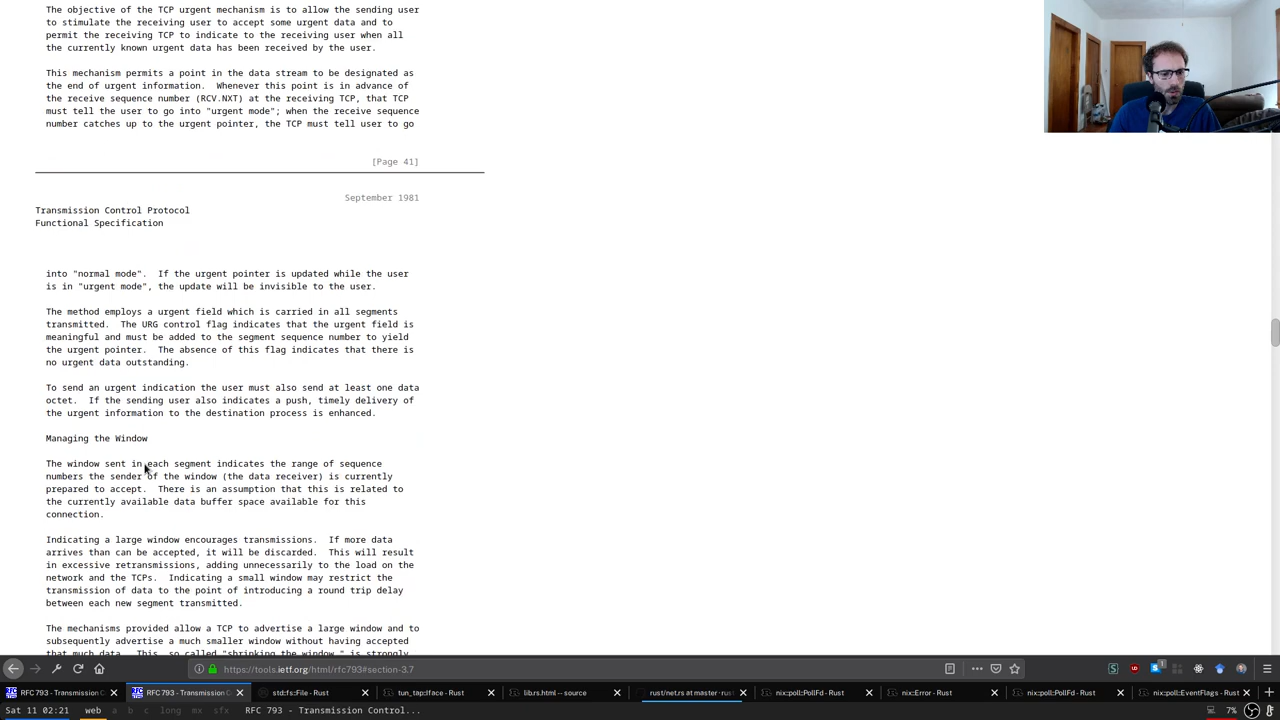 The objective of the TCP urgent mechanism is to allow the sending user
to stimulate the receiving user to accept some urgent data and to
permit the receiving TCP to indicate to the receiving user when all
the currently known urgent data has been received by the user.
This mechanism permits a point in the data stream to be designated as
the end of urgent information.  Whenever this point is in advance of
the receive sequence number (RCV.NXT) at the receiving TCP, that TCP
must tell the user to go into "urgent mode"; when the receive sequence
number catches up to the urgent pointer, the TCP must tell user to go
[Page 41]
September 1981
Transmission Control Protocol
Functional Specification
into "normal mode".  If the urgent pointer is updated while the user
is in "urgent mode", the update will be invisible to the user.
The method employs a urgent field which is carried in all segments
transmitted.  The URG control flag indicates that the urgent field is
meaningful and must be added to the segment sequence number to yield
the urgent pointer.  The absence of this flag indicates that there is
no urgent data outstanding.
To send an urgent indication the user must also send at least one data
octet.  If the sending user also indicates a push, timely delivery of
the urgent information to the destination process is enhanced.
Managing the Window
The window sent in each segment indicates the range of sequence
numbers the sender of the window (the data receiver) is currently
prepared to accept.  There is an assumption that this is related to
the currently available data buffer space available for this
connection.
Indicating a large window encourages transmissions.  If more data
arrives than can be accepted, it will be discarded.  This will result
in excessive retransmissions, adding unnecessarily to the load on the
network and the TCPs.  Indicating a small window may restrict the
transmission of data to the point of introducing a round trip delay
between each new segment transmitted.
The mechanisms provided allow a TCP to advertise a large window and to
subsequently advertise a much smaller window without having accepted
that much data.  This, so called "shrinking the window," is strongly
https://tools.ietf.org/html/rfc793#section-3.7
RFC 793 - Transmission C
RFC 793 - Transmission C
std::fs::File - Rust
tun_tap::Iface - Rust
lib.rs.html -- source
rust/net.rs at master · rus
nix::poll::PollFd - Rust
nix::Error - Rust
nix::poll::PollFd - Rust
nix::poll::EventFlags - Rust
Sat 11 02:21 web a b c long mx sfx RFC 793 - Transmission Control... 7%